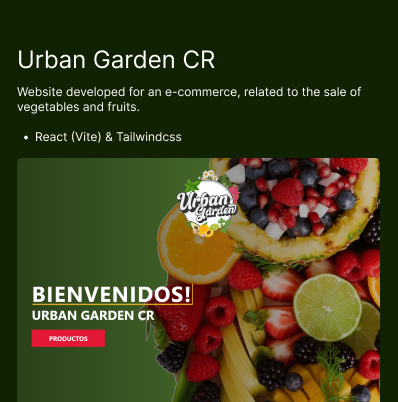 Urban Garden CR
Website developed for an e-commerce, related to the sale of
vegetables and fruits.
• React (Vite) & Tailwindcss
Urban
Garden
BIENVENIDOS!
URBAN GARDEN CR
PRODUCTOS